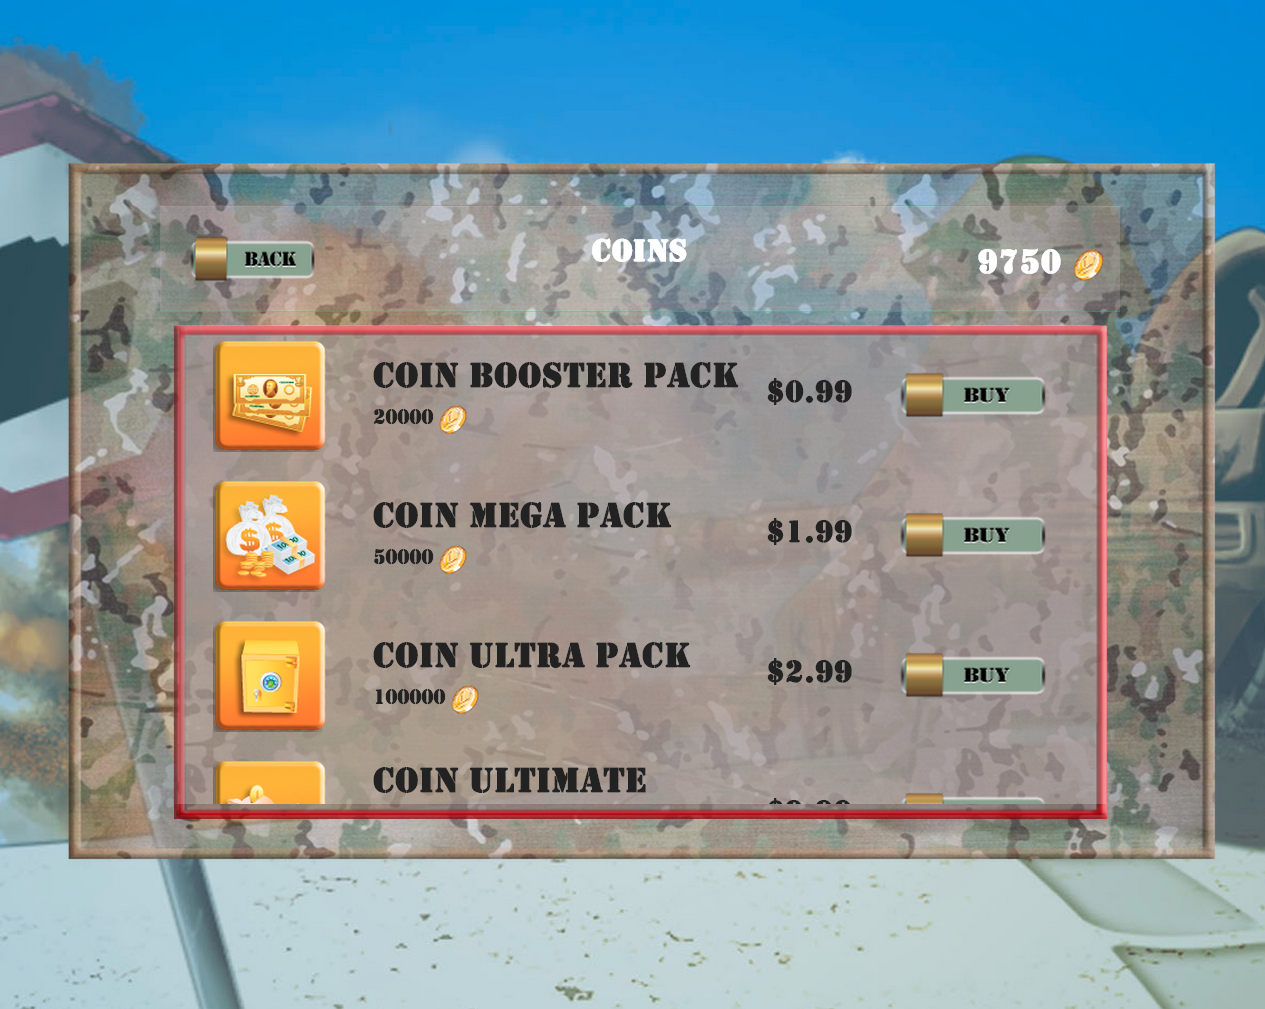 BACK
COINS
9750
COIN BOOSTER PACK
20000
$0.99
BUY
COIN MEGA PACK
50000
$1.99
BUY
COIN ULTRA PACK
100000
$2.99
BUY
COIN ULTIMATE